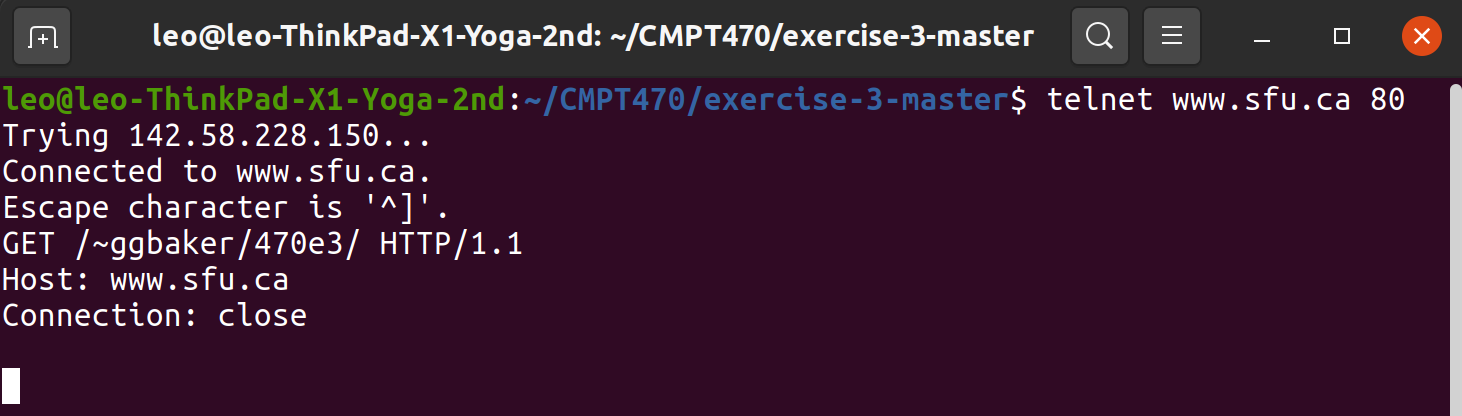 leo@leo-ThinkPad-X1-Yoga-2nd: ~/CMPT470/exercise-3-master
leo@leo-ThinkPad-X1-Yoga-2nd:~/CMPT470/exercise-3-master$ telnet www.sfu.ca 80
Trying 142.58.228.150...
Connected to www.sfu.ca.
Escape character is '^]'.
GET /~ggbaker/470e3/ HTTP/1.1
Host: www.sfu.ca
Connection: close